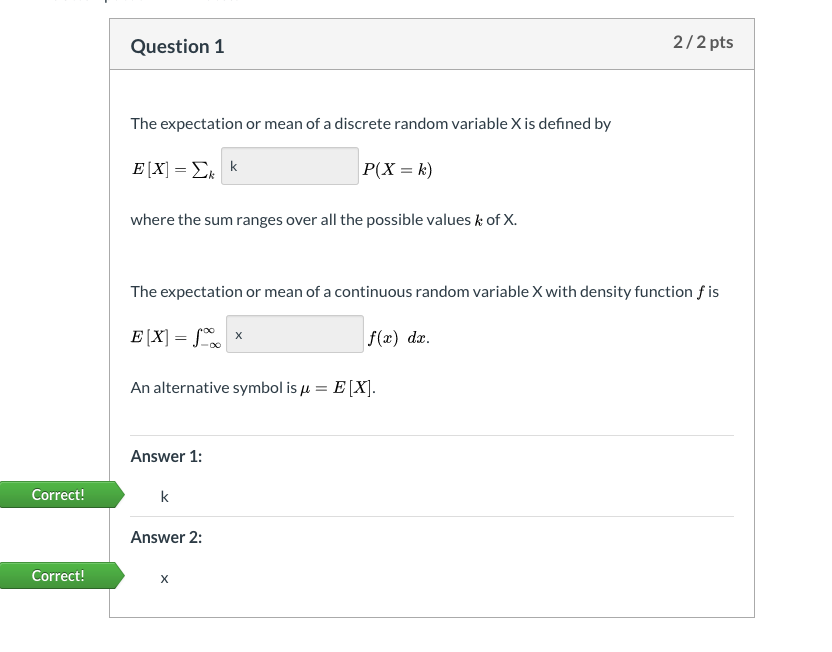 Question 1
2 / 2 pts
The expectation or mean of a discrete random variable X is defined by
E[X] = ∑ₖ k P(X = k)
where the sum ranges over all the possible values k of X.
The expectation or mean of a continuous random variable X with density function f is
E[X] = ∫_{-∞}^{∞} x f(x) dx.
An alternative symbol is μ = E[X].
Answer 1:
Correct!
k
Answer 2:
Correct!
x